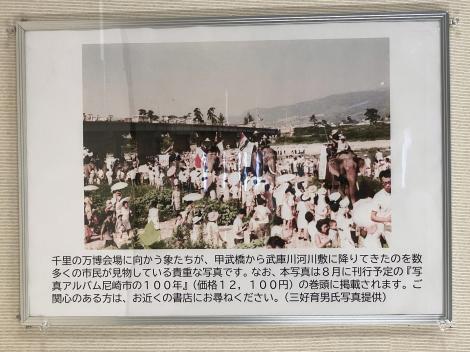 千里の万博会場に向かう象たちが、甲武橋から武庫川河川敷に降りてきたのを数
多くの市民が見物している貴重な写真です。なお、本写真は８月に刊行予定の『写
真アルバム尼崎市の１００年』（価格１２，１００円）の巻頭に掲載されます。ご
関心のある方は、お近くの書店にお尋ねください。（三好育男氏写真提供）